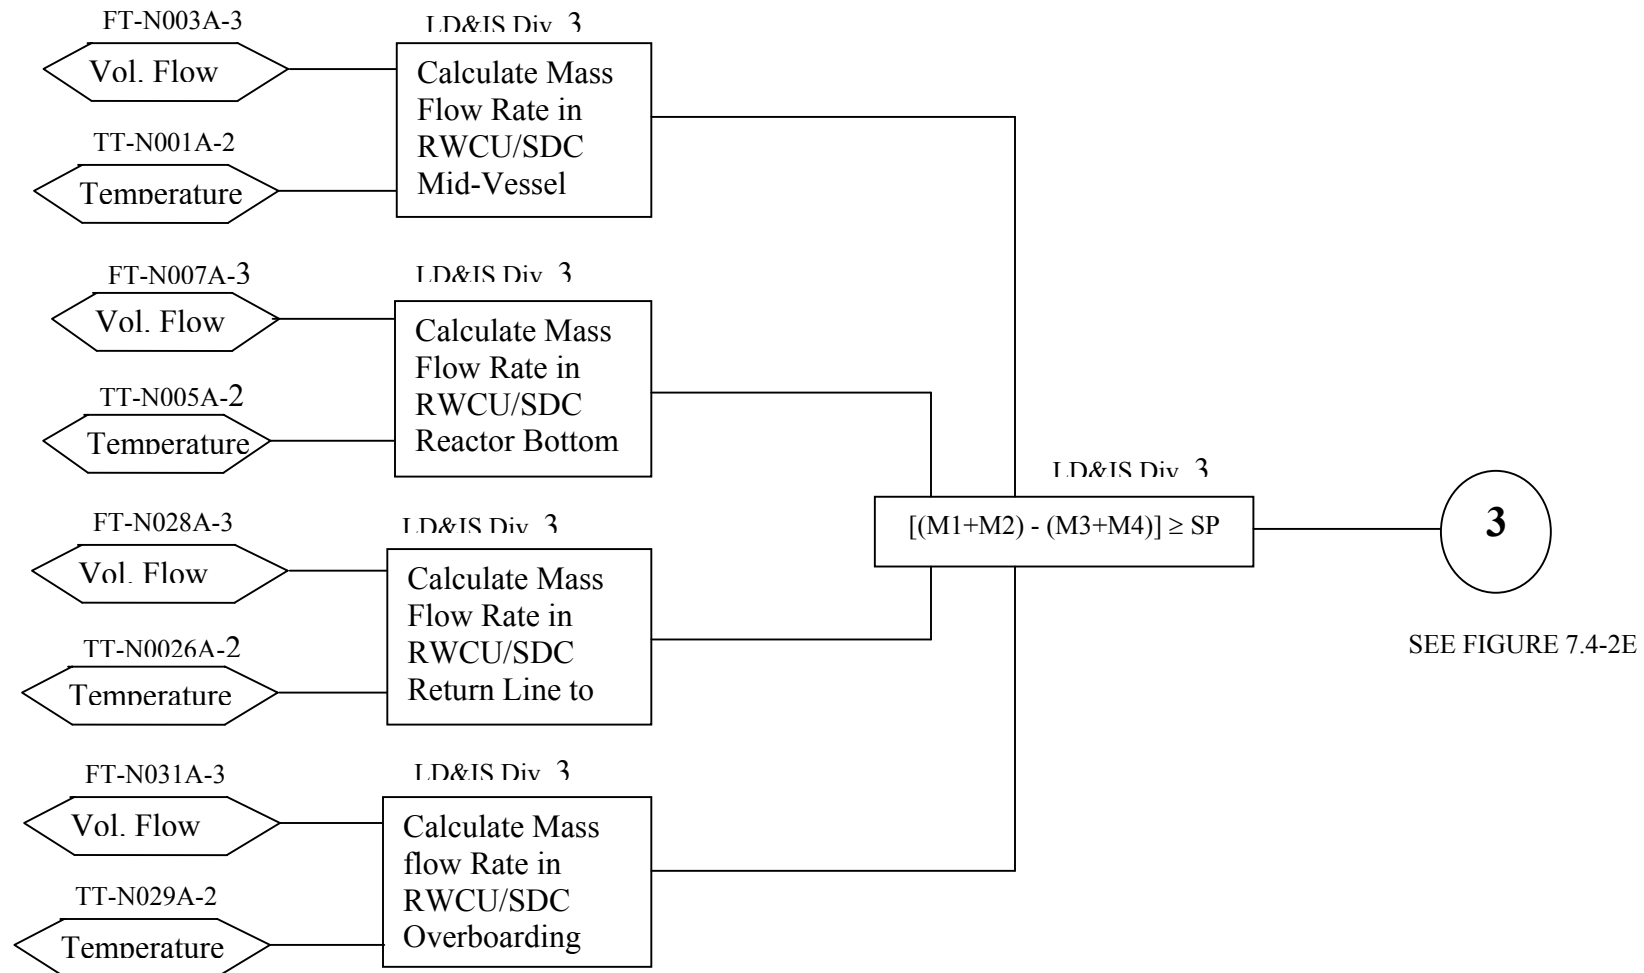 FT-N003A-3
LD&IS Div 3
Vol. Flow
Calculate Mass
Flow Rate in
RWCU/SDC
Mid-Vessel
TT-N001A-2
Temperature
FT-N007A-3
LD&IS Div 3
Vol. Flow
Calculate Mass
Flow Rate in
RWCU/SDC
Reactor Bottom
TT-N005A-2
Temperature
LD&IS Div 3
[(M1+M2) - (M3+M4)] ≥ SP
3
SEE FIGURE 7.4-2E
FT-N028A-3
LD&IS Div 3
Vol. Flow
Calculate Mass
Flow Rate in
RWCU/SDC
Return Line to
TT-N0026A-2
Temperature
FT-N031A-3
LD&IS Div 3
Vol. Flow
Calculate Mass
flow Rate in
RWCU/SDC
Overboarding
TT-N029A-2
Temperature